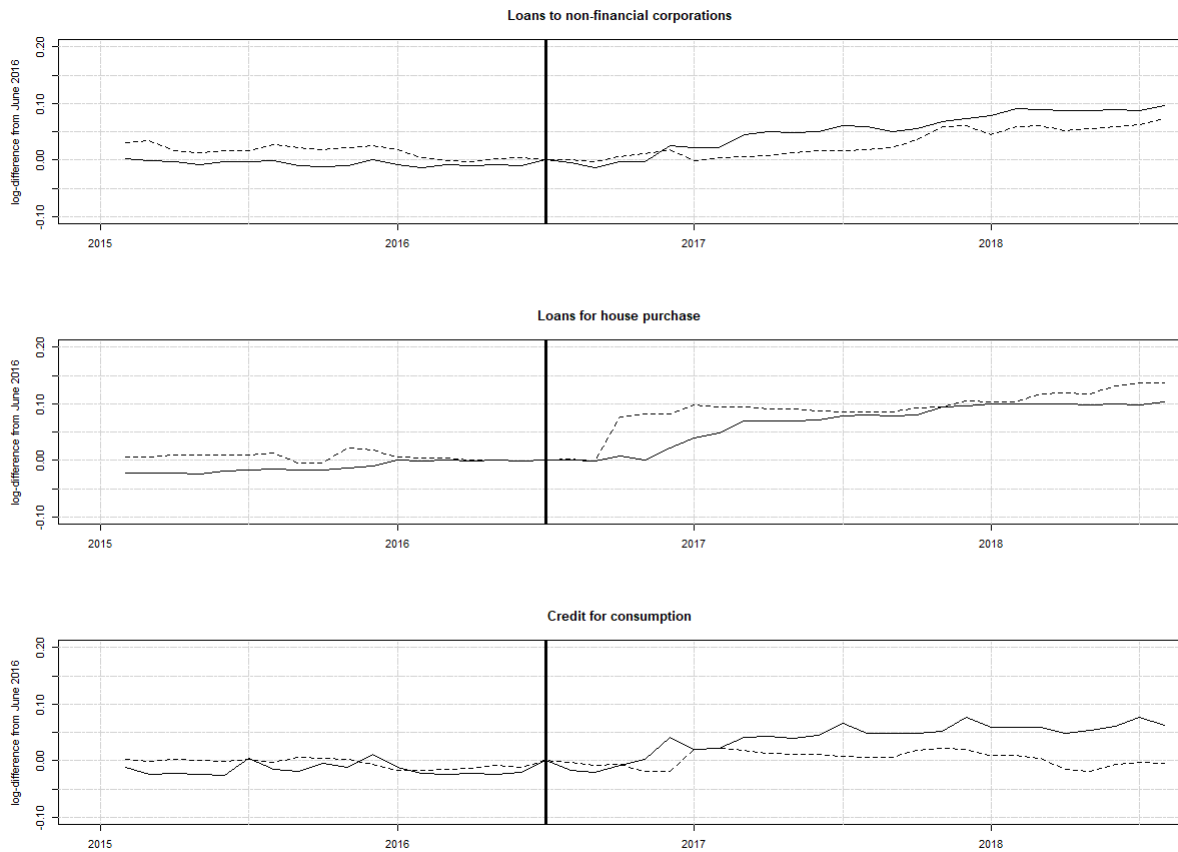 Loans to non-financial corporations
log-difference from June 2016
0.20
0.10
0.00
-0.10
2015 2016 2017 2018
Loans for house purchase
log-difference from June 2016
0.20
0.10
0.00
-0.10
2015 2016 2017 2018
Credit for consumption
log-difference from June 2016
0.20
0.10
0.00
-0.10
2015 2016 2017 2018